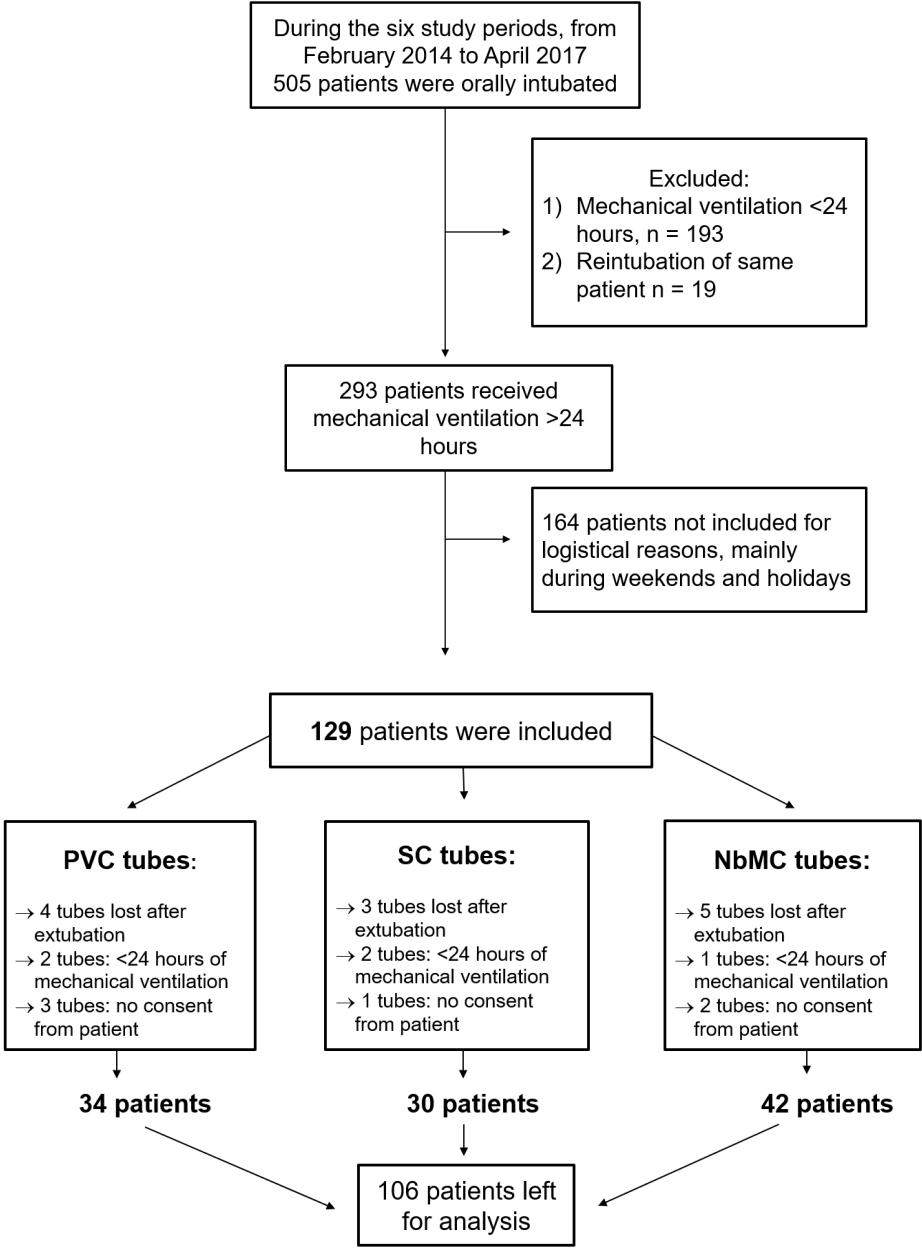 During the six study periods, from
February 2014 to April 2017
505 patients were orally intubated
Excluded:
1) Mechanical ventilation <24
hours, n = 193
2) Reintubation of same
patient n = 19
293 patients received
mechanical ventilation >24
hours
164 patients not included for
logistical reasons, mainly
during weekends and holidays
129 patients were included
PVC tubes:
→ 4 tubes lost after
extubation
→ 2 tubes: <24 hours of
mechanical ventilation
→ 3 tubes: no consent
from patient
SC tubes:
→ 3 tubes lost after
extubation
→ 2 tubes: <24 hours of
mechanical ventilation
→ 1 tubes: no consent
from patient
NbMC tubes:
→ 5 tubes lost after
extubation
→ 1 tubes: <24 hours of
mechanical ventilation
→ 2 tubes: no consent
from patient
34 patients
30 patients
42 patients
106 patients left
for analysis